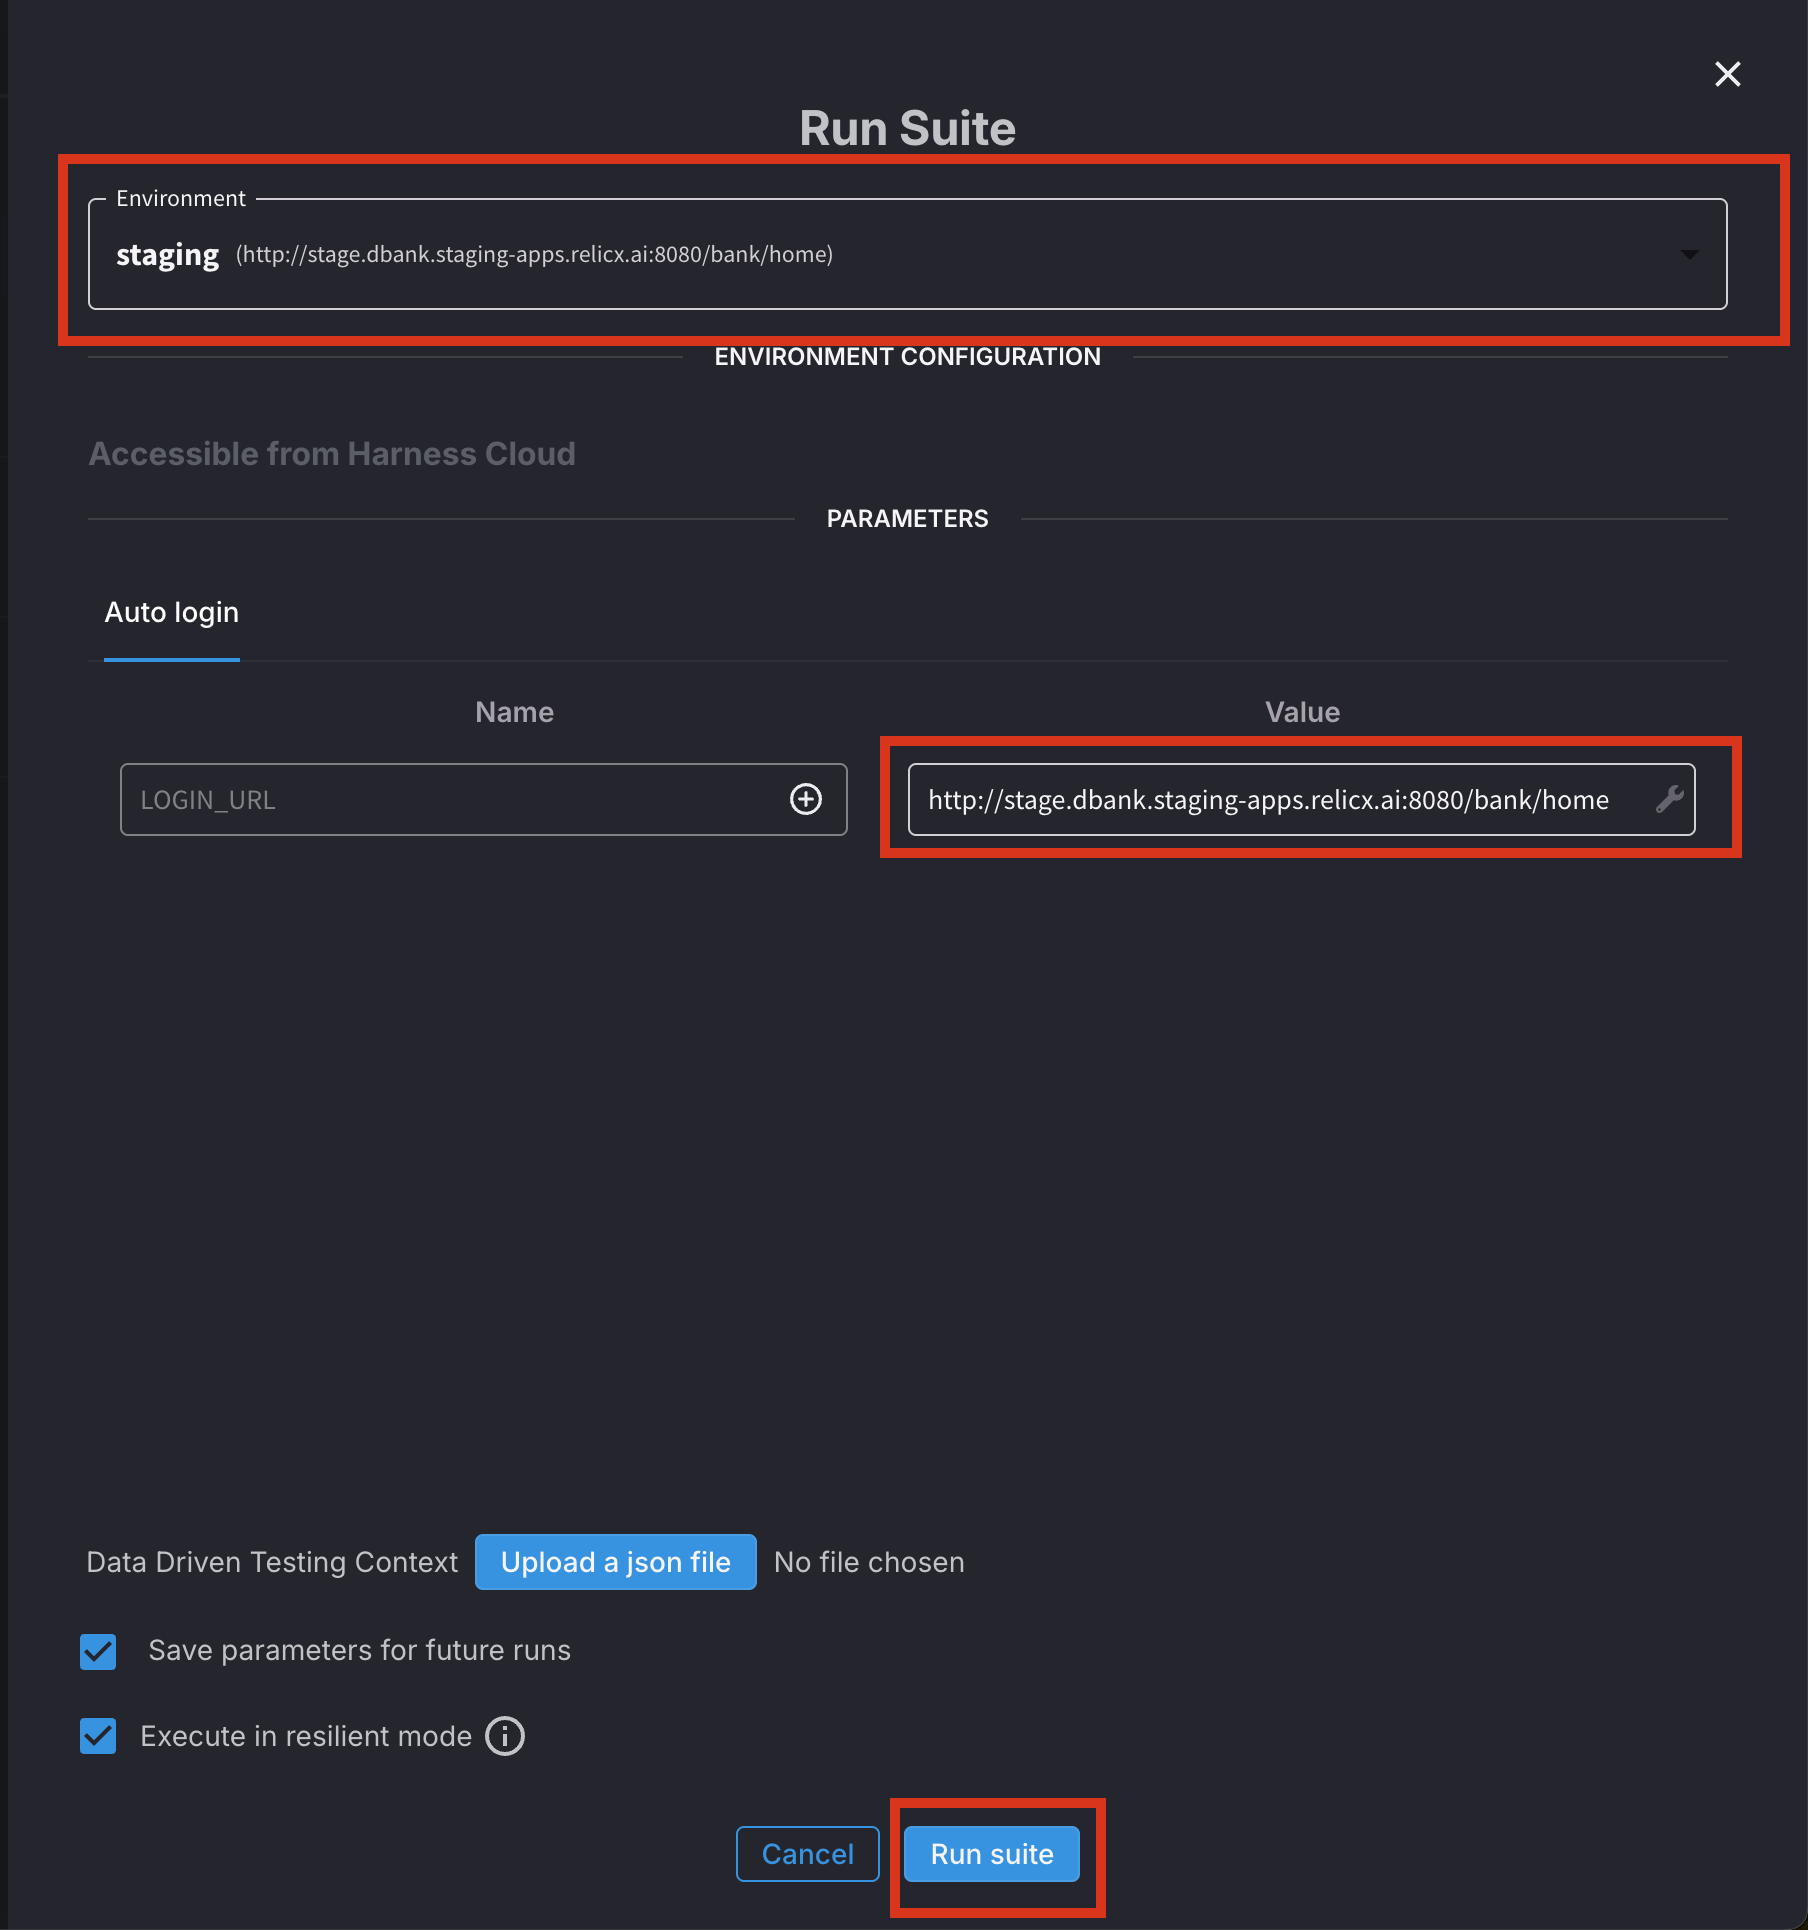 Run Suite
Environment
staging (http://stage.dbank.staging-apps.relicx.ai:8080/bank/home)
ENVIRONMENT CONFIGURATION
Accessible from Harness Cloud
PARAMETERS
Auto login
Name Value
LOGIN_URL http://stage.dbank.staging-apps.relicx.ai:8080/bank/home
Data Driven Testing Context Upload a json file No file chosen
Save parameters for future runs
Execute in resilient mode
Cancel Run suite